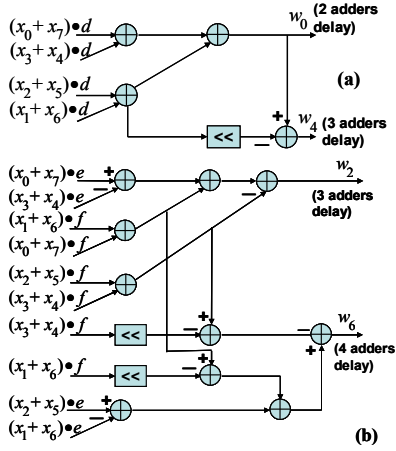 (x₀+x₇)•d
(x₃+x₄)•d
(x₂+x₅)•d
(x₁+x₆)•d
w₀ (2 adders delay)
(a)
<<
+
−
w₄ (3 adders delay)
(x₀+x₇)•e
(x₃+x₄)•e
(x₁+x₆)•f
(x₀+x₇)•f
(x₂+x₅)•f
(x₃+x₄)•f
(x₃+x₄)•f
(x₁+x₆)•f
(x₂+x₅)•e
(x₁+x₆)•e
+
−
−
w₂
(3 adders delay)
<<
−
+
−
+
w₆
(4 adders delay)
<<
−
+
+
−
(b)